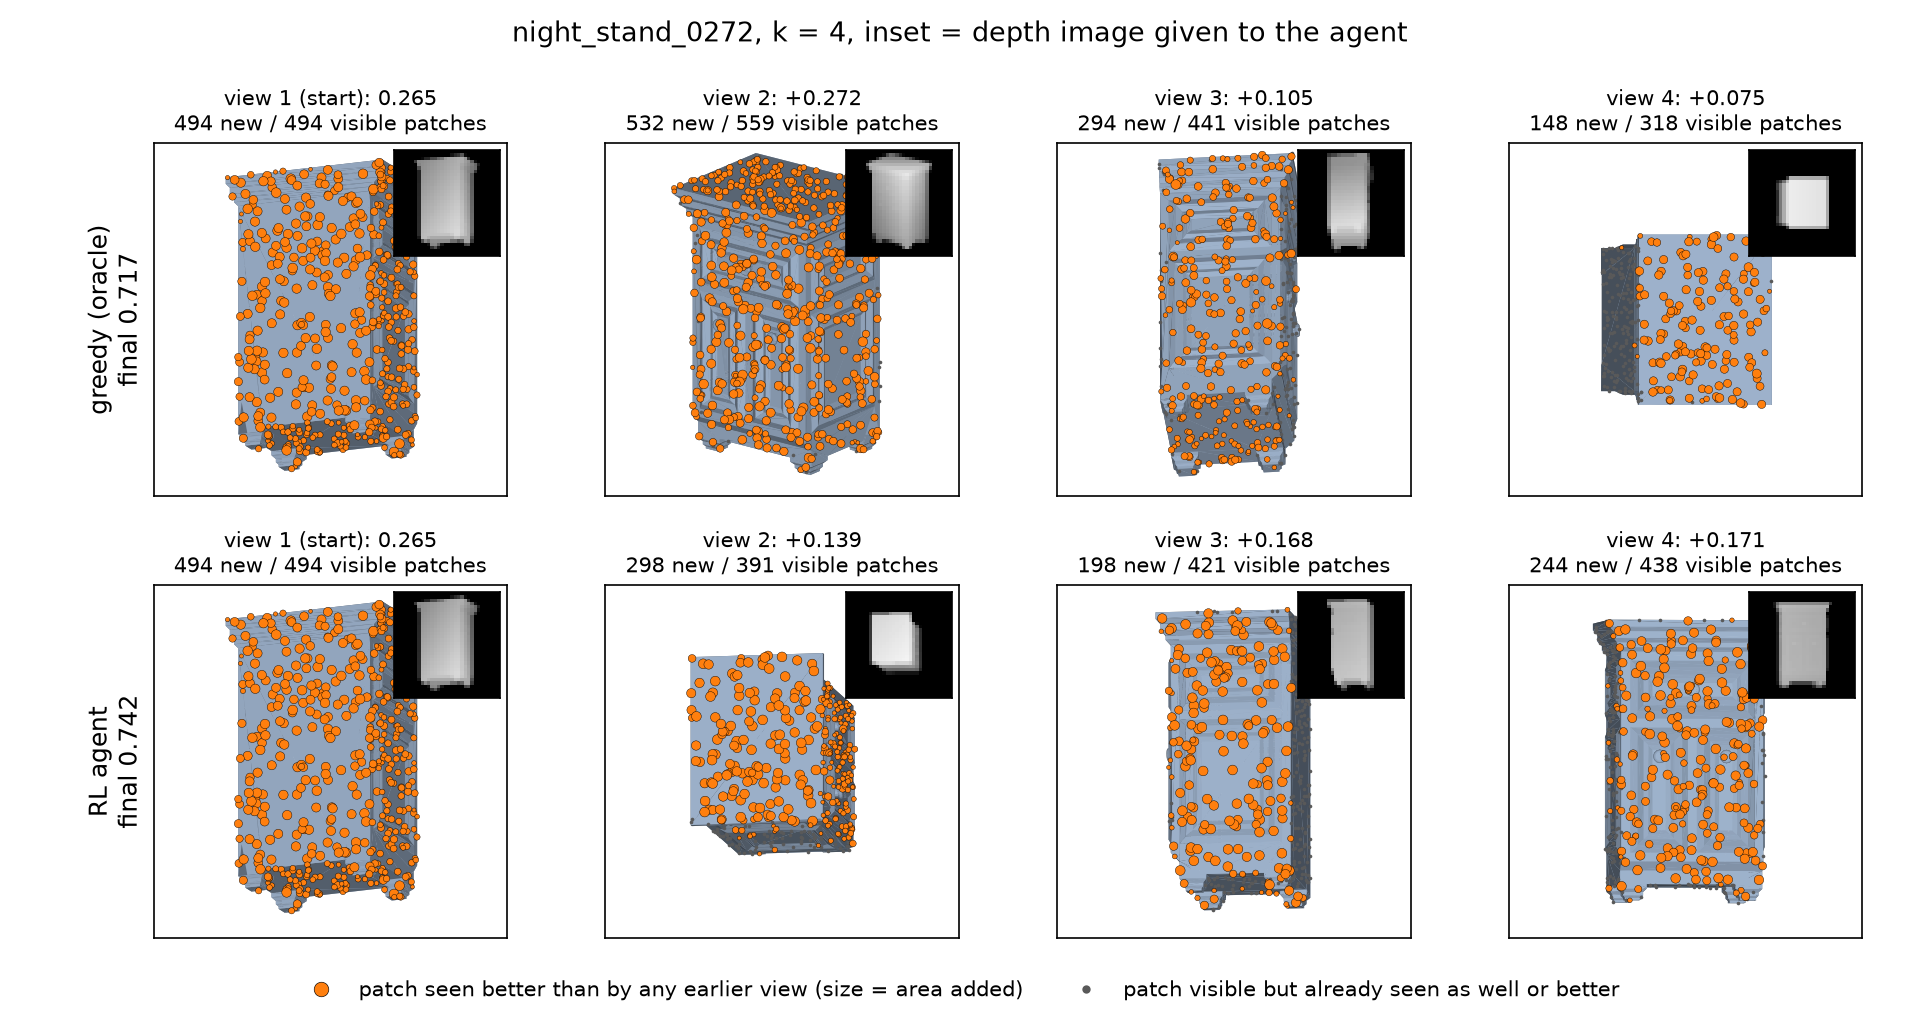 night_stand_0272, k = 4, inset = depth image given to the agent
view 1 (start): 0.265
494 new / 494 visible patches
view 2: +0.272
532 new / 559 visible patches
view 3: +0.105
294 new / 441 visible patches
view 4: +0.075
148 new / 318 visible patches
greedy (oracle)
final 0.717
view 1 (start): 0.265
494 new / 494 visible patches
view 2: +0.139
298 new / 391 visible patches
view 3: +0.168
198 new / 421 visible patches
view 4: +0.171
244 new / 438 visible patches
RL agent
final 0.742
patch seen better than by any earlier view (size = area added)
patch visible but already seen as well or better